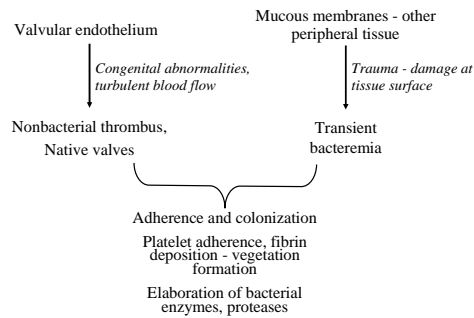 Valvular endothelium
Mucous membranes - other
peripheral tissue
Congenital abnormalities,
turbulent blood flow
Trauma - damage at
tissue surface
Nonbacterial thrombus,
Native valves
Transient
bacteremia
Adherence and colonization
Platelet adherence, fibrin
deposition - vegetation
formation
Elaboration of bacterial
enzymes, proteases